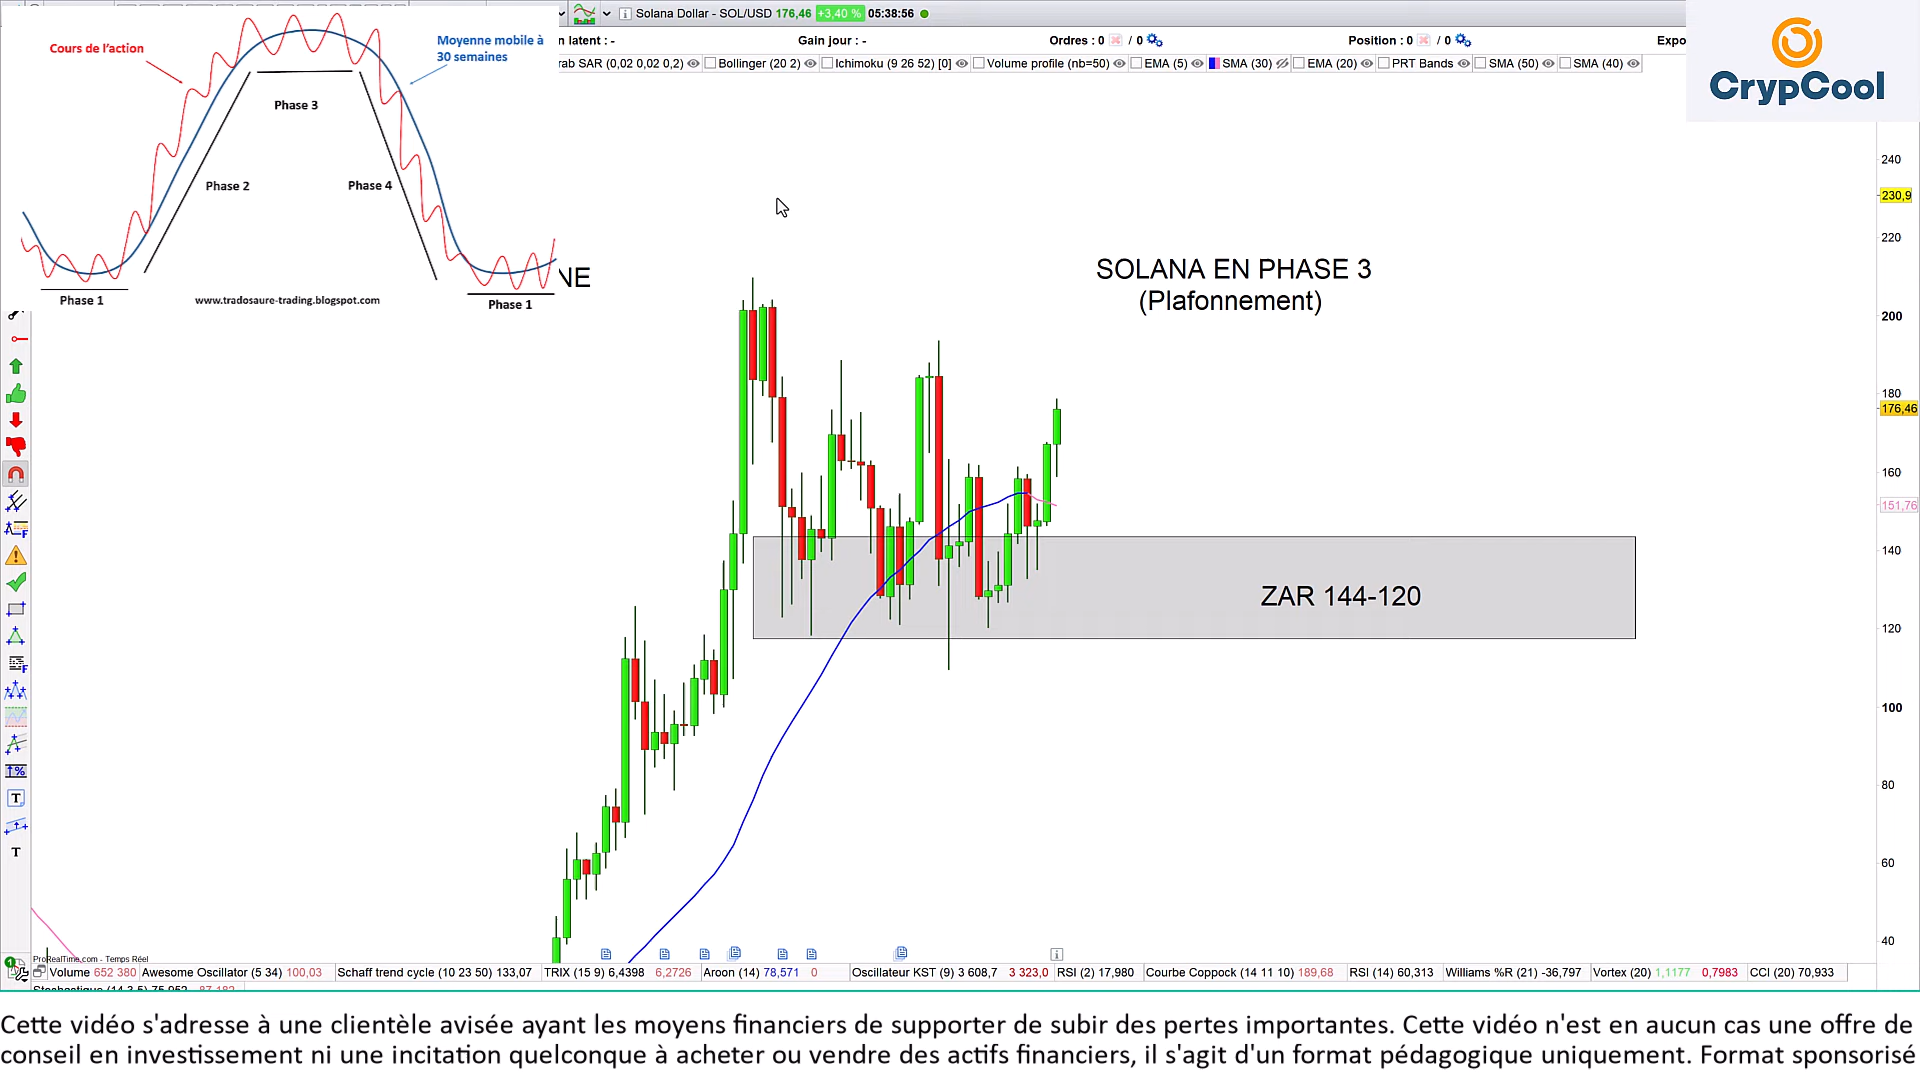 Solana Dollar - SOL/USD 176,46 +3,40 % 05:38:56
n latent : -
Gain jour : -
Ordres : 0 / 0
Position : 0 / 0
Expo
rab SAR (0,02 0,02 0,2) Bollinger (20 2) Ichimoku (9 26 52) [0] Volume profile (nb=50) EMA (5) SMA (30) EMA (20) PRT Bands SMA (50) SMA (40)
CrypCool
Cours de l'action
Moyenne mobile à
30 semaines
Phase 3
Phase 2
Phase 4
Phase 1
www.tradosaure-trading.blogspot.com
Phase 1
NE
SOLANA EN PHASE 3
(Plafonnement)
ZAR 144-120
240
230,9
220
200
180
176,46
160
151,76
140
120
100
80
60
40
ProRealTime.com - Temps Réel
Volume 652 380 Awesome Oscillator (5 34) 100,03 Schaff trend cycle (10 23 50) 133,07 TRIX (15 9) 6,4398 6,2726 Aroon (14) 78,571 0 Oscillateur KST (9) 3 608,7 3 323,0 RSI (2) 17,980 Courbe Coppock (14 11 10) 189,68 RSI (14) 60,313 Williams %R (21) -36,797 Vortex (20) 1,1177 0,7983 CCI (20) 70,933
Stochastique (14 3 5) 75,052 87,182
Cette vidéo s'adresse à une clientèle avisée ayant les moyens financiers de supporter de subir des pertes importantes. Cette vidéo n'est en aucun cas une offre de
conseil en investissement ni une incitation quelconque à acheter ou vendre des actifs financiers, il s'agit d'un format pédagogique uniquement. Format sponsorisé